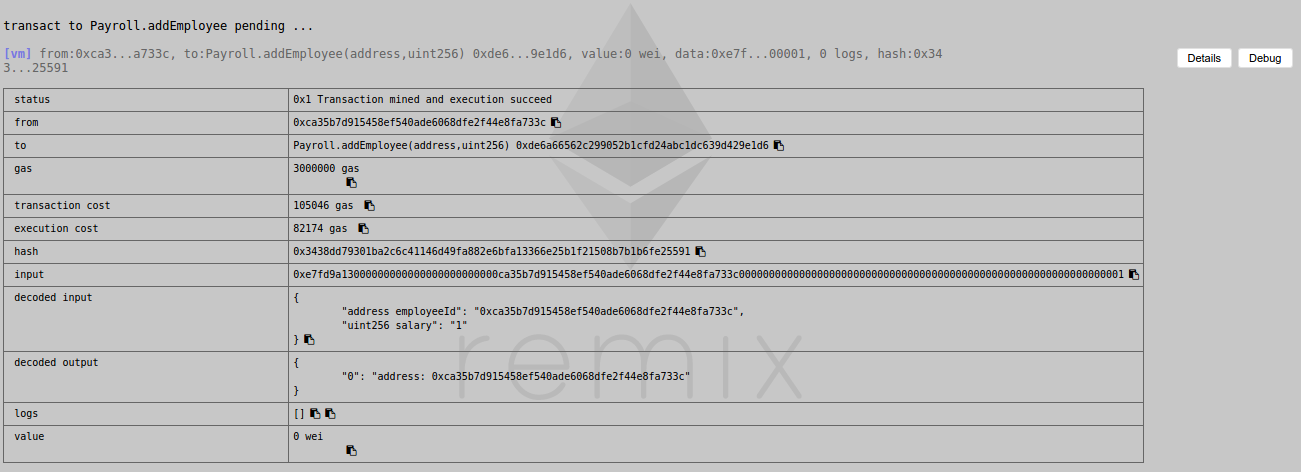 transact to Payroll.addEmployee pending ...
[vm] from:0xca3...a733c, to:Payroll.addEmployee(address,uint256) 0xde6...9e1d6, value:0 wei, data:0xe7f...00001, 0 logs, hash:0x34
3...25591
Details Debug
status 0x1 Transaction mined and execution succeed
from 0xca35b7d915458ef540ade6068dfe2f44e8fa733c
to Payroll.addEmployee(address,uint256) 0xde6a66562c299052b1cfd24abc1dc639d429e1d6
gas 3000000 gas
transaction cost 105046 gas
execution cost 82174 gas
hash 0x3438dd79301ba2c6c41146d49fa882e6bfa13366e25b1f21508b7b1b6fe25591
input 0xe7fd9a13000000000000000000000000ca35b7d915458ef540ade6068dfe2f44e8fa733c0000000000000000000000000000000000000000000000000000000000000001
decoded input {
"address employeeId": "0xca35b7d915458ef540ade6068dfe2f44e8fa733c",
"uint256 salary": "1"
}
decoded output {
"0": "address: 0xca35b7d915458ef540ade6068dfe2f44e8fa733c"
}
remix
logs []
value 0 wei